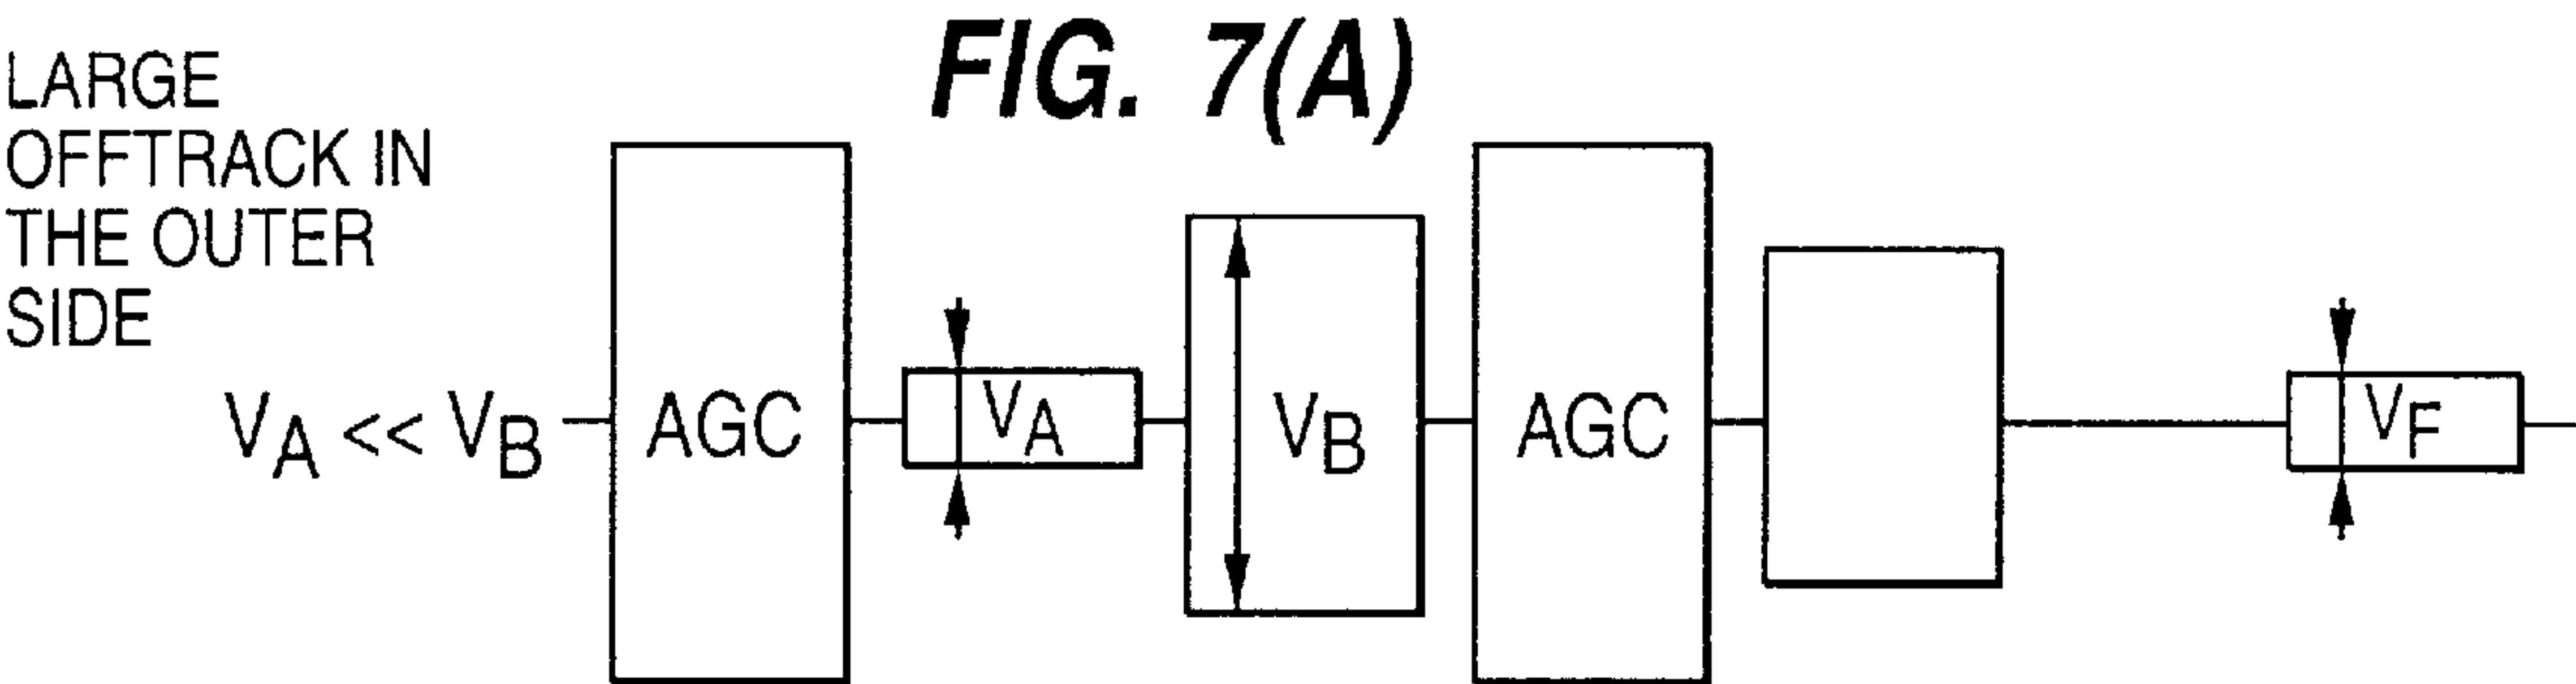 FIG. 7(A)
LARGE
OFFTRACK IN
THE OUTER
SIDE
VA << VB
AGC
VA
VB
AGC
VF